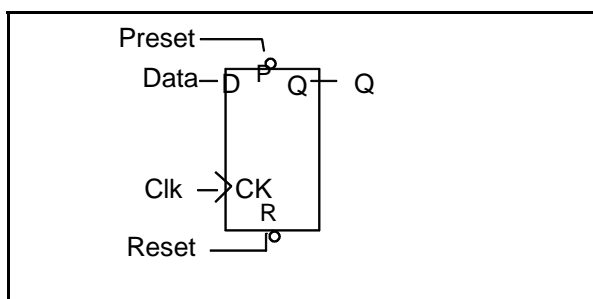 Preset
P
Data D Q Q
Clk CK
R
Reset